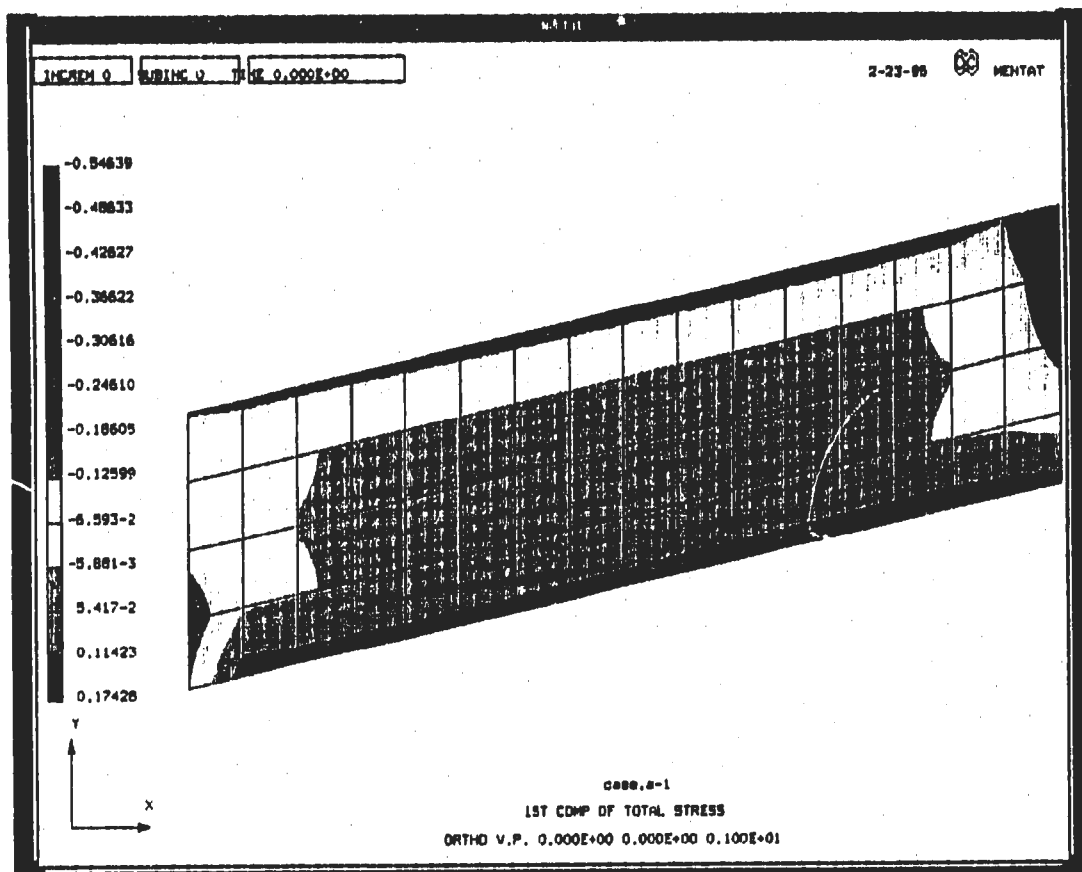 INCREM 0 SUBINC 0 TIME 0.000E+00
2-23-95 MENTAT
-0.54639
-0.48633
-0.42627
-0.36622
-0.30616
-0.24610
-0.18605
-0.12599
-6.593-2
-5.881-3
5.417-2
0.11423
0.17428
Y
X
case.a-1
1ST COMP OF TOTAL STRESS
ORTHO V.P. 0.000E+00 0.000E+00 0.100E+01